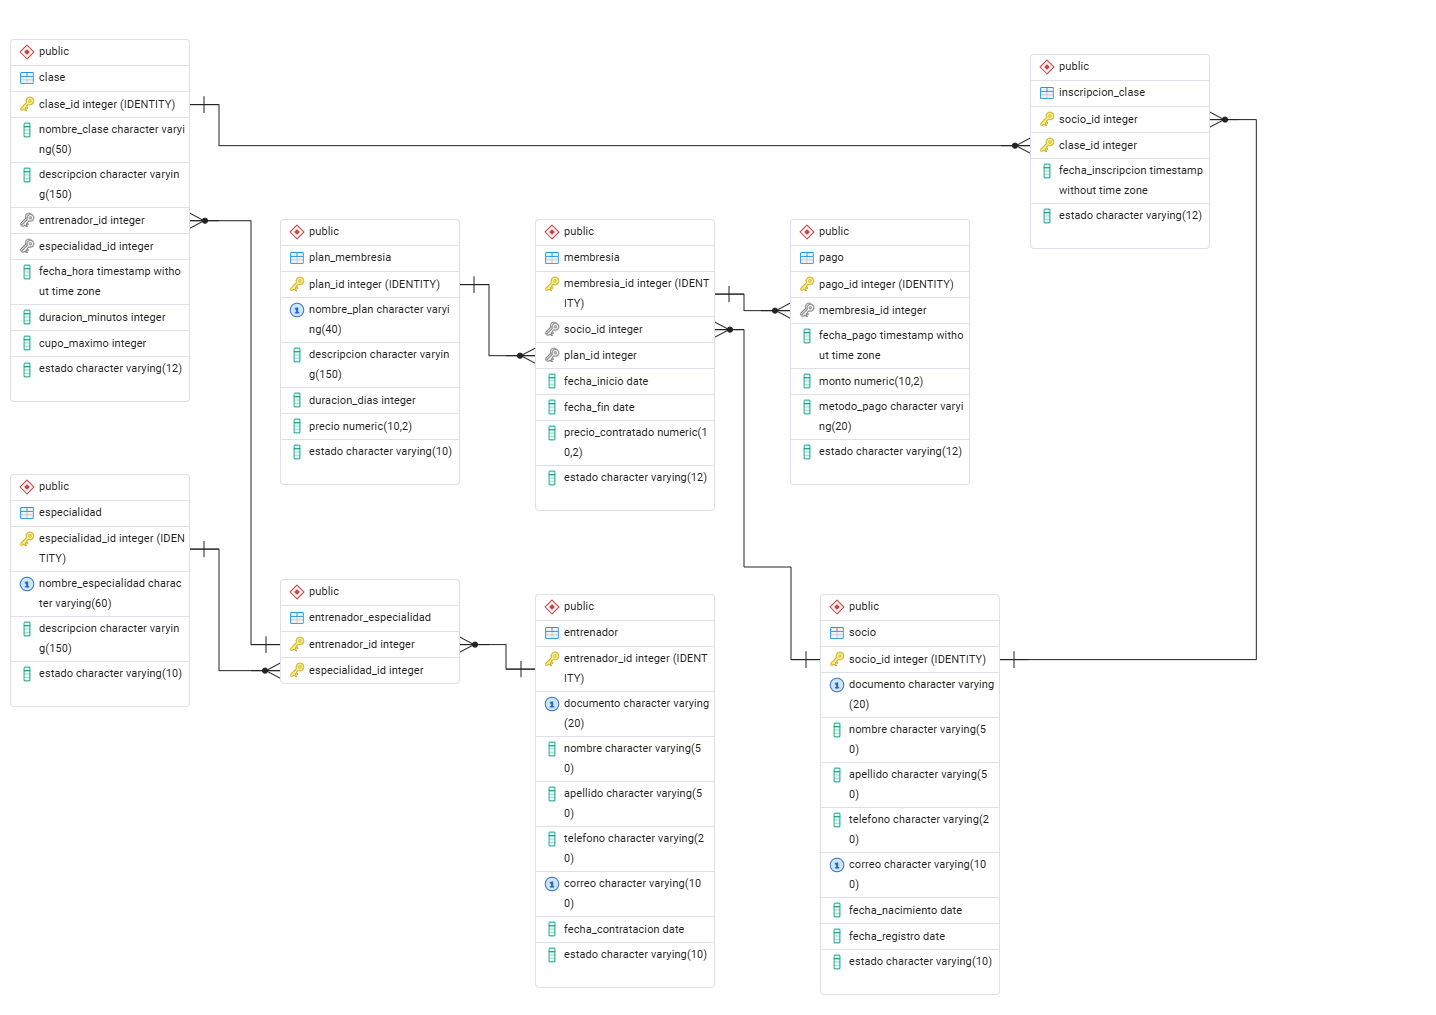 public
clase
clase_id integer (IDENTITY)
nombre_clase character varyi
ng(50)
descripcion character varyin
g(150)
entrenador_id integer
especialidad_id integer
fecha_hora timestamp witho
ut time zone
duracion_minutos integer
cupo_maximo integer
estado character varying(12)
public
inscripcion_clase
socio_id integer
clase_id integer
fecha_inscripcion timestamp
without time zone
estado character varying(12)
public
plan_membresia
plan_id integer (IDENTITY)
1
nombre_plan character varyi
ng(40)
descripcion character varyin
g(150)
duracion_dias integer
precio numeric(10,2)
estado character varying(10)
public
membresia
membresia_id integer (IDENT
ITY)
socio_id integer
plan_id integer
fecha_inicio date
fecha_fin date
precio_contratado numeric(1
0,2)
estado character varying(12)
public
pago
pago_id integer (IDENTITY)
membresia_id integer
fecha_pago timestamp witho
ut time zone
monto numeric(10,2)
metodo_pago character varyi
ng(20)
estado character varying(12)
public
especialidad
especialidad_id integer (IDEN
TITY)
1
nombre_especialidad charac
ter varying(60)
descripcion character varyin
g(150)
estado character varying(10)
public
entrenador_especialidad
entrenador_id integer
especialidad_id integer
public
entrenador
entrenador_id integer (IDENT
ITY)
1
documento character varying
(20)
nombre character varying(5
0)
apellido character varying(5
0)
telefono character varying(2
0)
1
correo character varying(10
0)
fecha_contratacion date
estado character varying(10)
public
socio
socio_id integer (IDENTITY)
1
documento character varying
(20)
nombre character varying(5
0)
apellido character varying(5
0)
telefono character varying(2
0)
1
correo character varying(10
0)
fecha_nacimiento date
fecha_registro date
estado character varying(10)